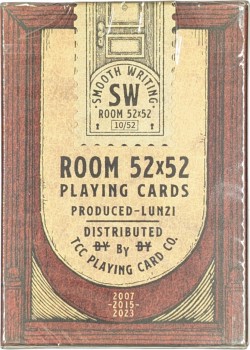 SMOOTH WRITING
SW
ROOM 52x52
10/52
ROOM 52x52
PLAYING CARDS
PRODUCED-LUNZI
DISTRIBUTED
BY By BY
TCC PLAYING CARD CO.
2007
-2015-
2023